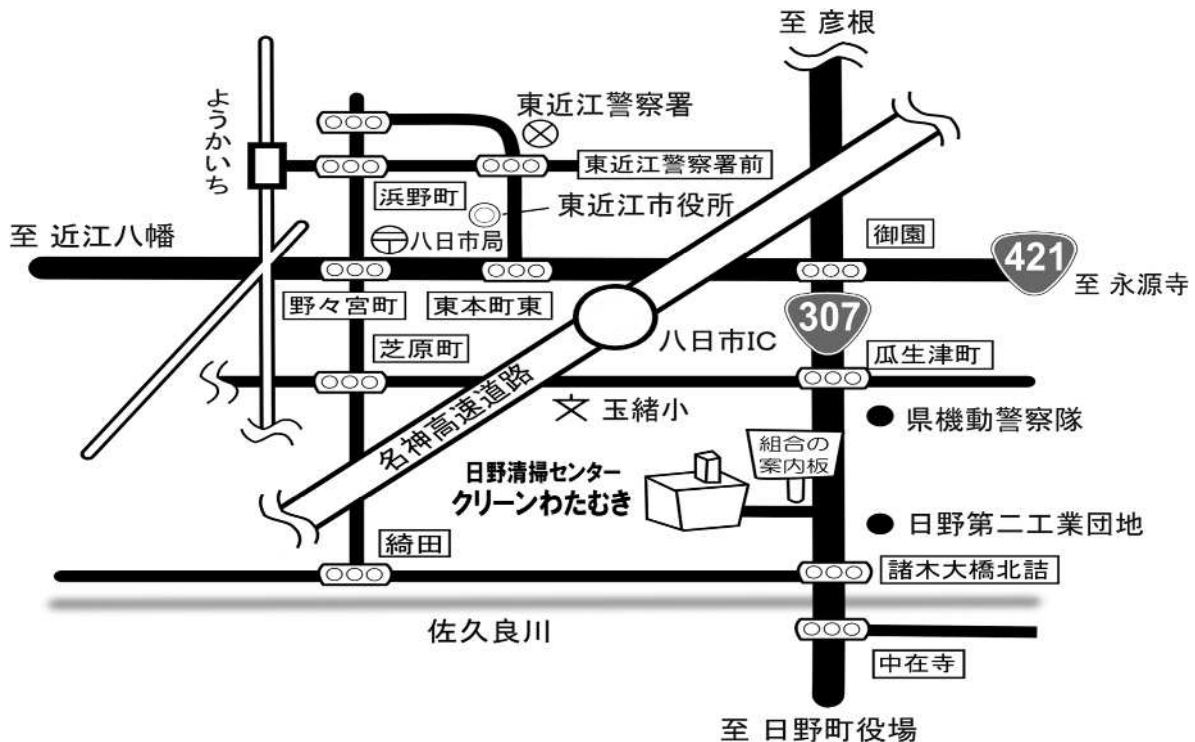 至 彦根
ようかいち
東近江警察署
東近江警察署前
浜野町
東近江市役所
至 近江八幡
八日市局
御園
421
至 永源寺
野々宮町
東本町東
307
芝原町
八日市IC
瓜生津町
名神高速道路
玉緒小
県機動警察隊
組合の
案内板
日野清掃センター
クリーンわたむき
日野第二工業団地
綺田
諸木大橋北詰
佐久良川
中在寺
至 日野町役場